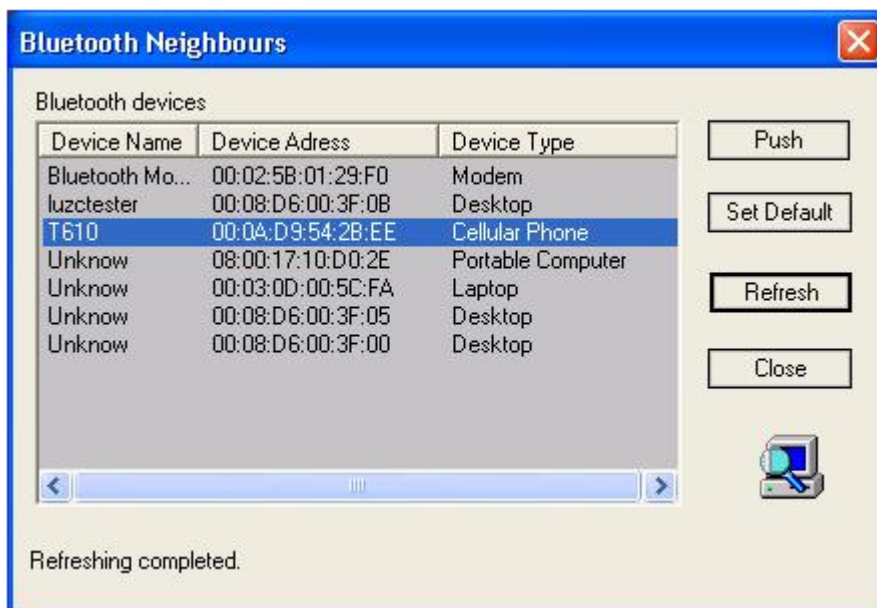 Bluetooth Neighbours
Bluetooth devices
Device Name Device Adress Device Type
Bluetooth Mo... 00:02:5B:01:29:F0 Modem
luzctester 00:08:D6:00:3F:0B Desktop
T610 00:0A:D9:54:2B:EE Cellular Phone
Unknow 08:00:17:10:D0:2E Portable Computer
Unknow 00:03:0D:00:5C:FA Laptop
Unknow 00:08:D6:00:3F:05 Desktop
Unknow 00:08:D6:00:3F:00 Desktop
Push
Set Default
Refresh
Close
Refreshing completed.